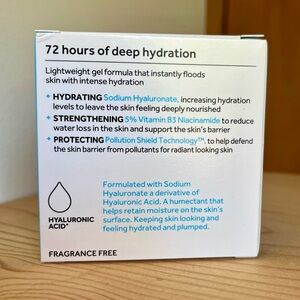 72 hours of deep hydration
Lightweight gel formula that instantly floods
skin with intense hydration
+ HYDRATING Sodium Hyaluronate, increasing hydration
levels to leave the skin feeling deeply nourished
+ STRENGTHENING 5% Vitamin B3 Niacinamide to reduce
water loss in the skin and support the skin's barrier
+ PROTECTING Pollution Shield Technology™, to help defend
the skin barrier from pollutants for radiant looking skin
Formulated with Sodium
Hyaluronate a derivative of
Hyaluronic Acid. A humectant that
helps retain moisture on the skin's
surface. Keeping skin looking and
feeling hydrated and plumped.
HYALURONIC
ACID*
FRAGRANCE FREE